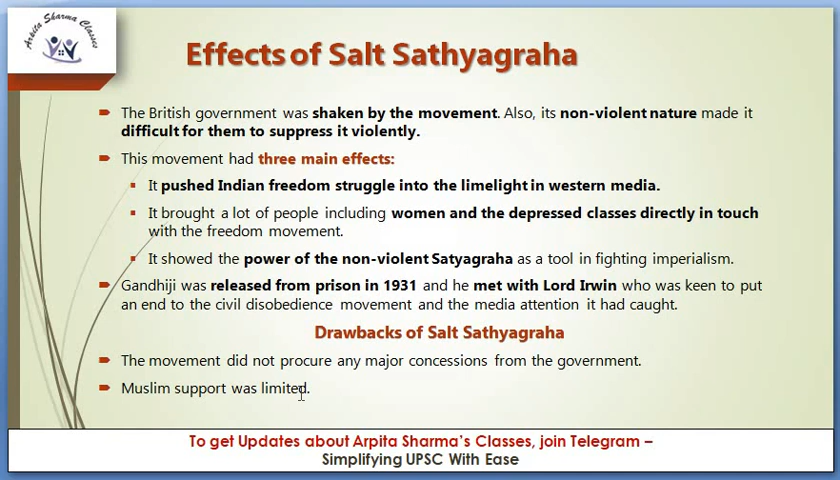 Arpita Sharma Classes
Effects of Salt Sathyagraha
The British government was shaken by the movement. Also, its non-violent nature made it
difficult for them to suppress it violently.
This movement had three main effects:
It pushed Indian freedom struggle into the limelight in western media.
It brought a lot of people including women and the depressed classes directly in touch
with the freedom movement.
It showed the power of the non-violent Satyagraha as a tool in fighting imperialism.
Gandhiji was released from prison in 1931 and he met with Lord Irwin who was keen to put
an end to the civil disobedience movement and the media attention it had caught.
Drawbacks of Salt Sathyagraha
The movement did not procure any major concessions from the government.
Muslim support was limited.
To get Updates about Arpita Sharma's Classes, join Telegram –
Simplifying UPSC With Ease